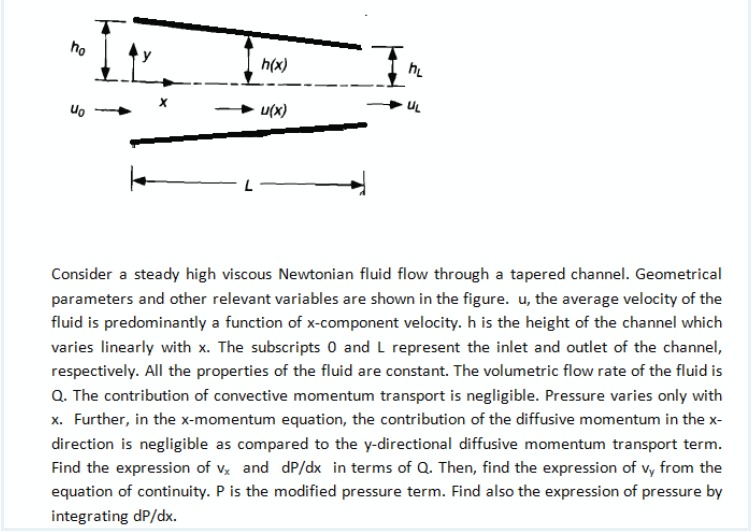 h₀
y
h(x)
h_L
x
u₀
u(x)
u_L
L
Consider a steady high viscous Newtonian fluid flow through a tapered channel. Geometrical
parameters and other relevant variables are shown in the figure. u, the average velocity of the
fluid is predominantly a function of x-component velocity. h is the height of the channel which
varies linearly with x. The subscripts 0 and L represent the inlet and outlet of the channel,
respectively. All the properties of the fluid are constant. The volumetric flow rate of the fluid is
Q. The contribution of convective momentum transport is negligible. Pressure varies only with
x. Further, in the x-momentum equation, the contribution of the diffusive momentum in the x-
direction is negligible as compared to the y-directional diffusive momentum transport term.
Find the expression of vₓ and dP/dx in terms of Q. Then, find the expression of v_y from the
equation of continuity. P is the modified pressure term. Find also the expression of pressure by
integrating dP/dx.